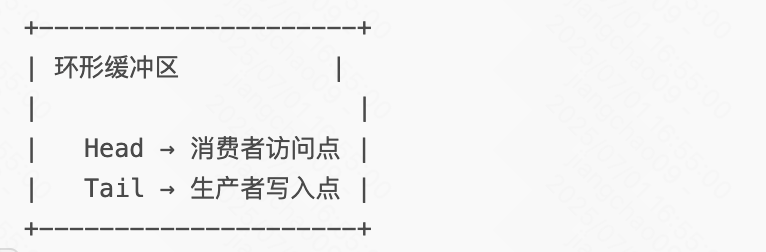 +----------------------+
| 环形缓冲区          |
|                      |
|   Head → 消费者访问点 |
|   Tail → 生产者写入点 |
+----------------------+